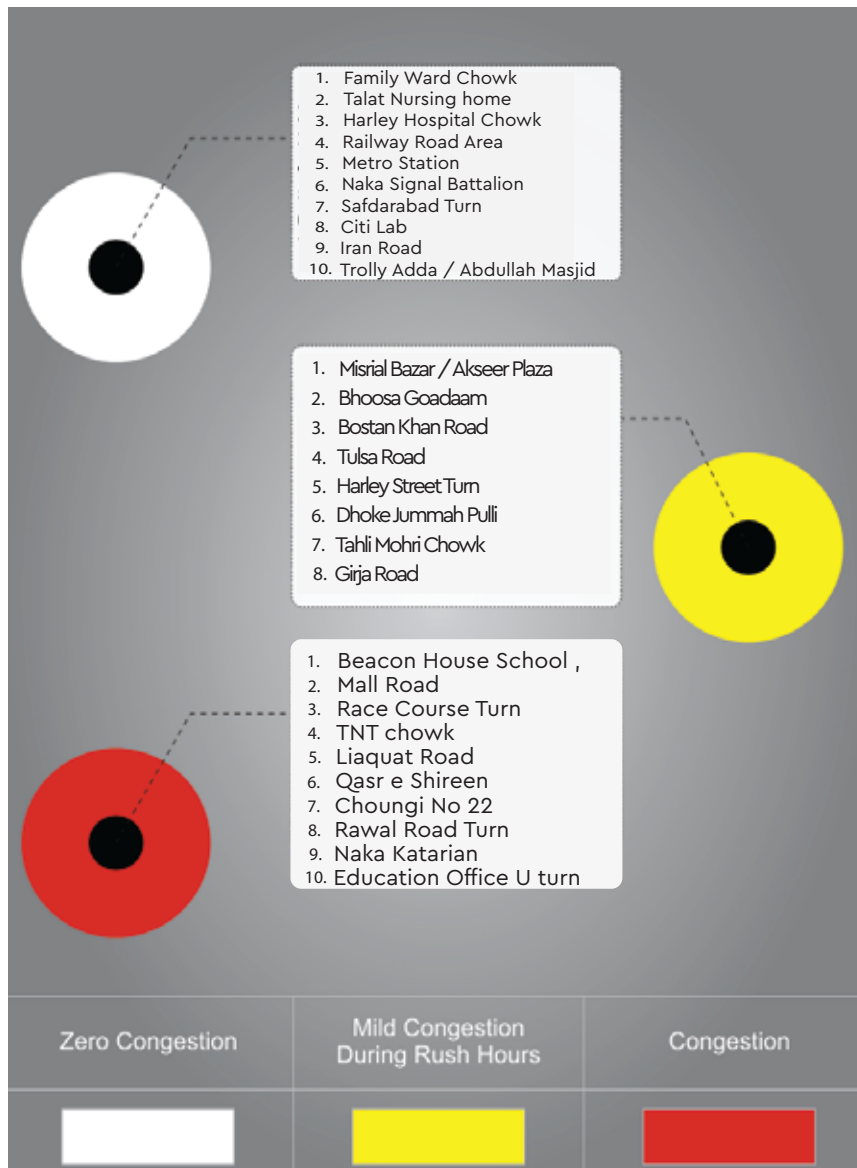 1. Family Ward Chowk
2. Talat Nursing home
3. Harley Hospital Chowk
4. Railway Road Area
5. Metro Station
6. Naka Signal Battalion
7. Safdarabad Turn
8. Citi Lab
9. Iran Road
10. Trolly Adda / Abdullah Masjid
1. Misrial Bazar / Akseer Plaza
2. Bhoosa Goadaam
3. Bostan Khan Road
4. Tulsa Road
5. Harley Street Turn
6. Dhoke Jummah Pulli
7. Tahli Mohri Chowk
8. Girja Road
1. Beacon House School ,
2. Mall Road
3. Race Course Turn
4. TNT chowk
5. Liaquat Road
6. Qasr e Shireen
7. Choungi No 22
8. Rawal Road Turn
9. Naka Katarian
10. Education Office U turn
Zero Congestion
Mild Congestion
During Rush Hours
Congestion